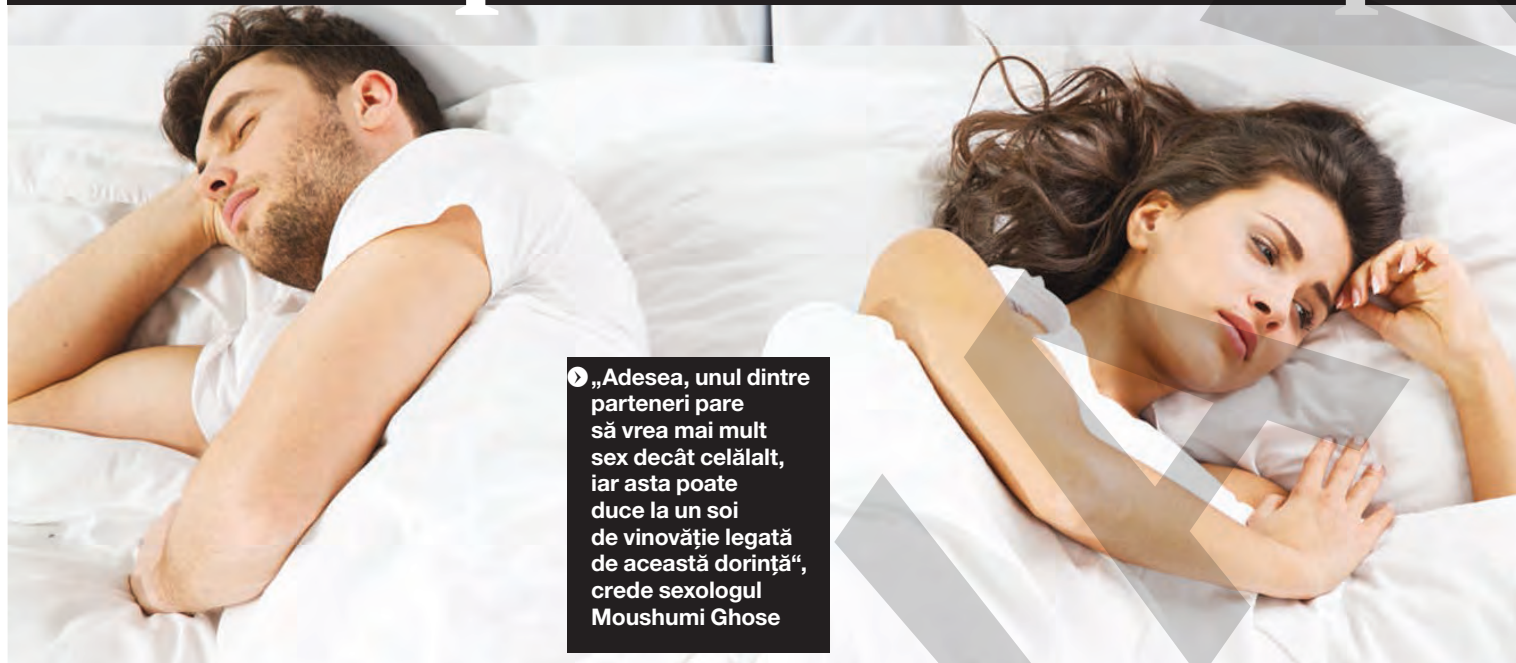 „Adesea, unul dintre
parteneri pare
să vrea mai mult
sex decât celălalt,
iar asta poate
duce la un soi
de vinovăție legată
de această dorință“,
crede sexologul
Moushumi Ghose